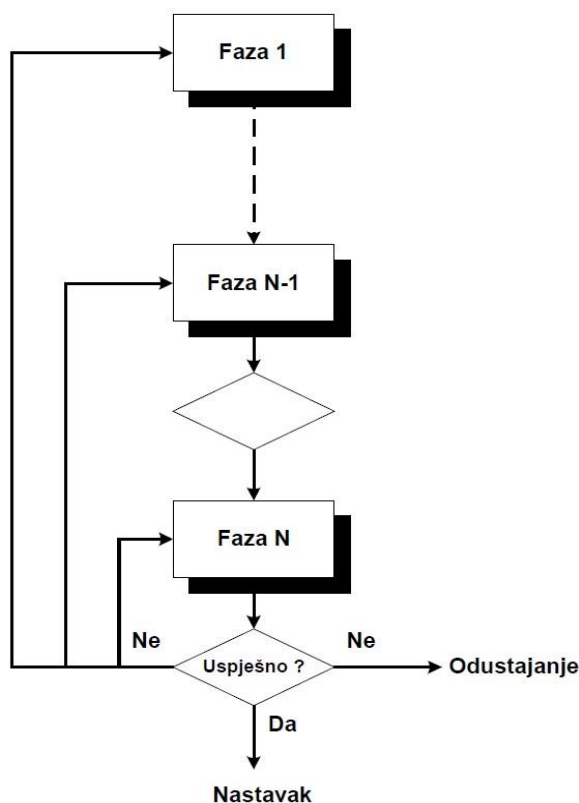 Faza 1
Faza N-1
Faza N
Ne
Ne
Uspješno ?
Odustajanje
Da
Nastavak